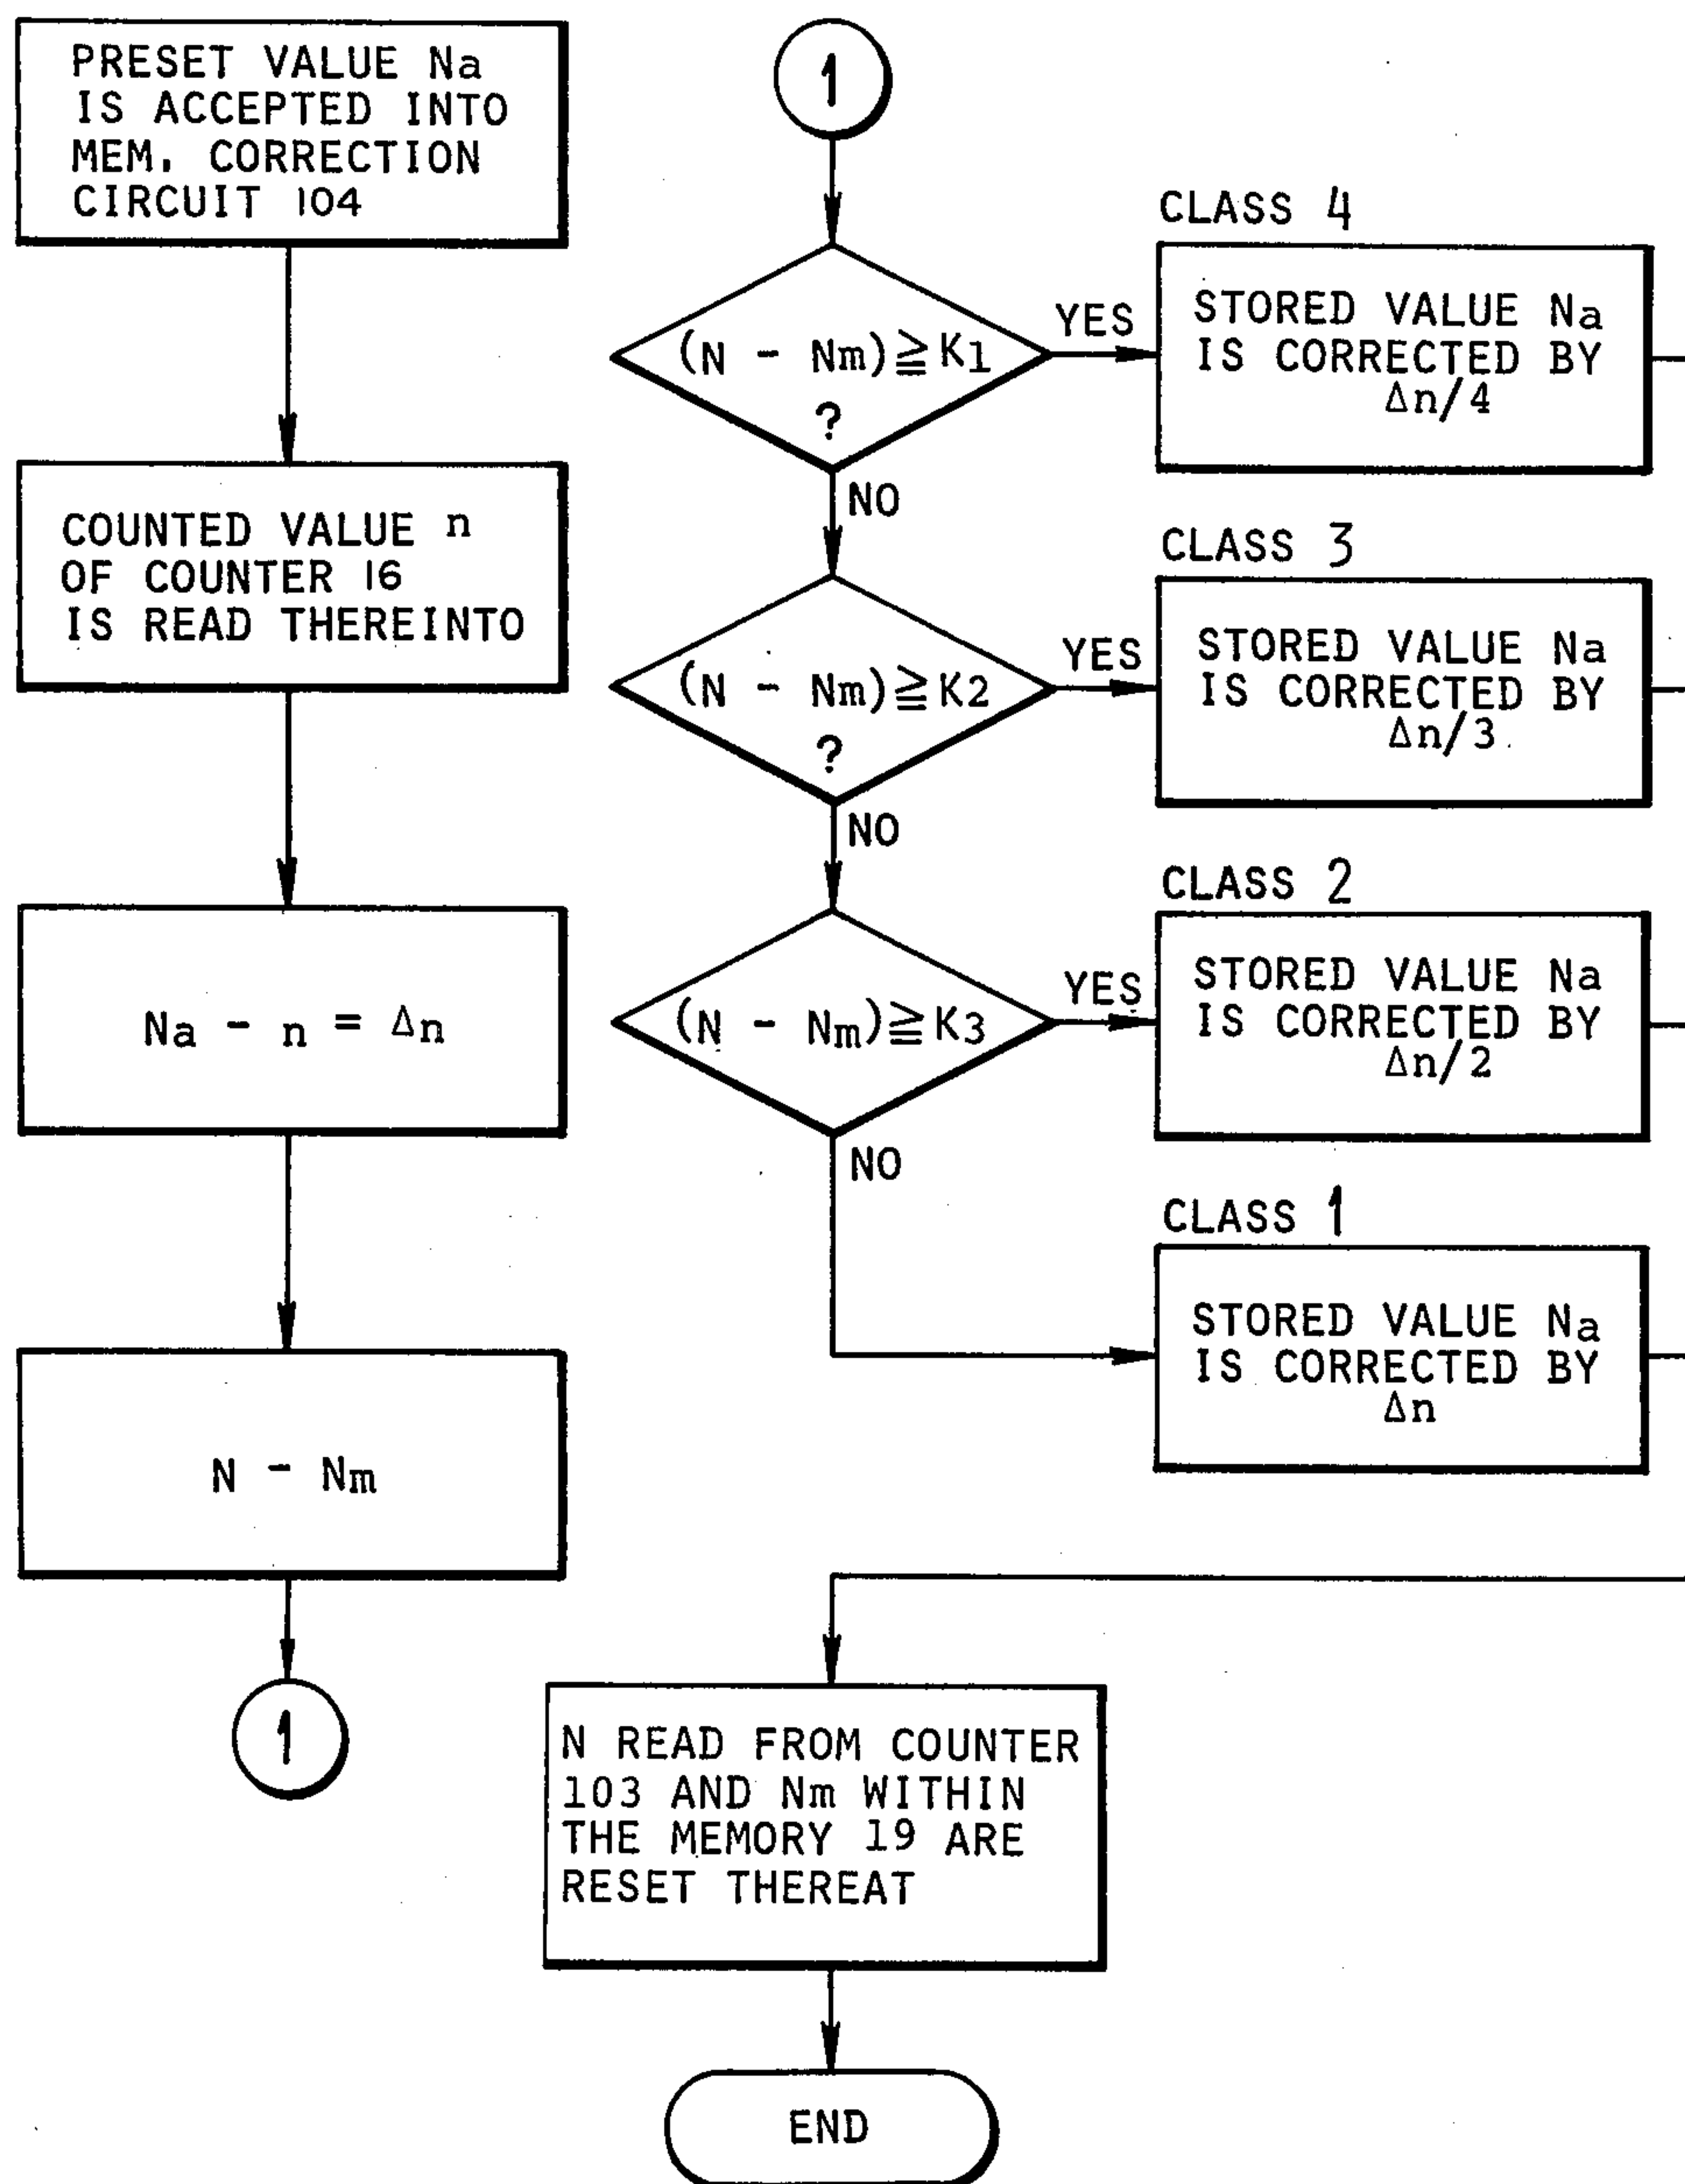 PRESET VALUE Na
IS ACCEPTED INTO
MEM. CORRECTION
CIRCUIT 104
COUNTED VALUE n
OF COUNTER 16
IS READ THEREINTO
Na - n = Δn
N - Nm
1
1
(N - Nm)≧K1
?
YES
NO
CLASS 4
STORED VALUE Na
IS CORRECTED BY
Δn/4
(N - Nm)≧K2
?
YES
NO
CLASS 3
STORED VALUE Na
IS CORRECTED BY
Δn/3
(N - Nm)≧K3
YES
NO
CLASS 2
STORED VALUE Na
IS CORRECTED BY
Δn/2
CLASS 1
STORED VALUE Na
IS CORRECTED BY
Δn
N READ FROM COUNTER
103 AND Nm WITHIN
THE MEMORY 19 ARE
RESET THEREAT
END